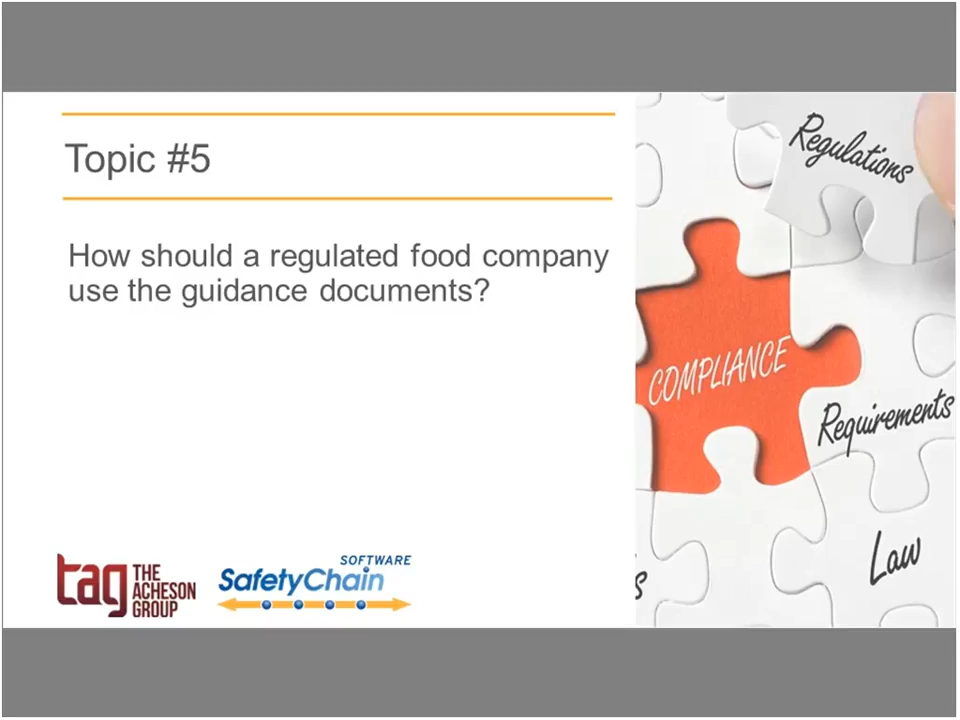 Topic #5
How should a regulated food company
use the guidance documents?
Regulations
COMPLIANCE
Requirements
Law
s
tag THE
ACHESON
GROUP
SOFTWARE
SafetyChain